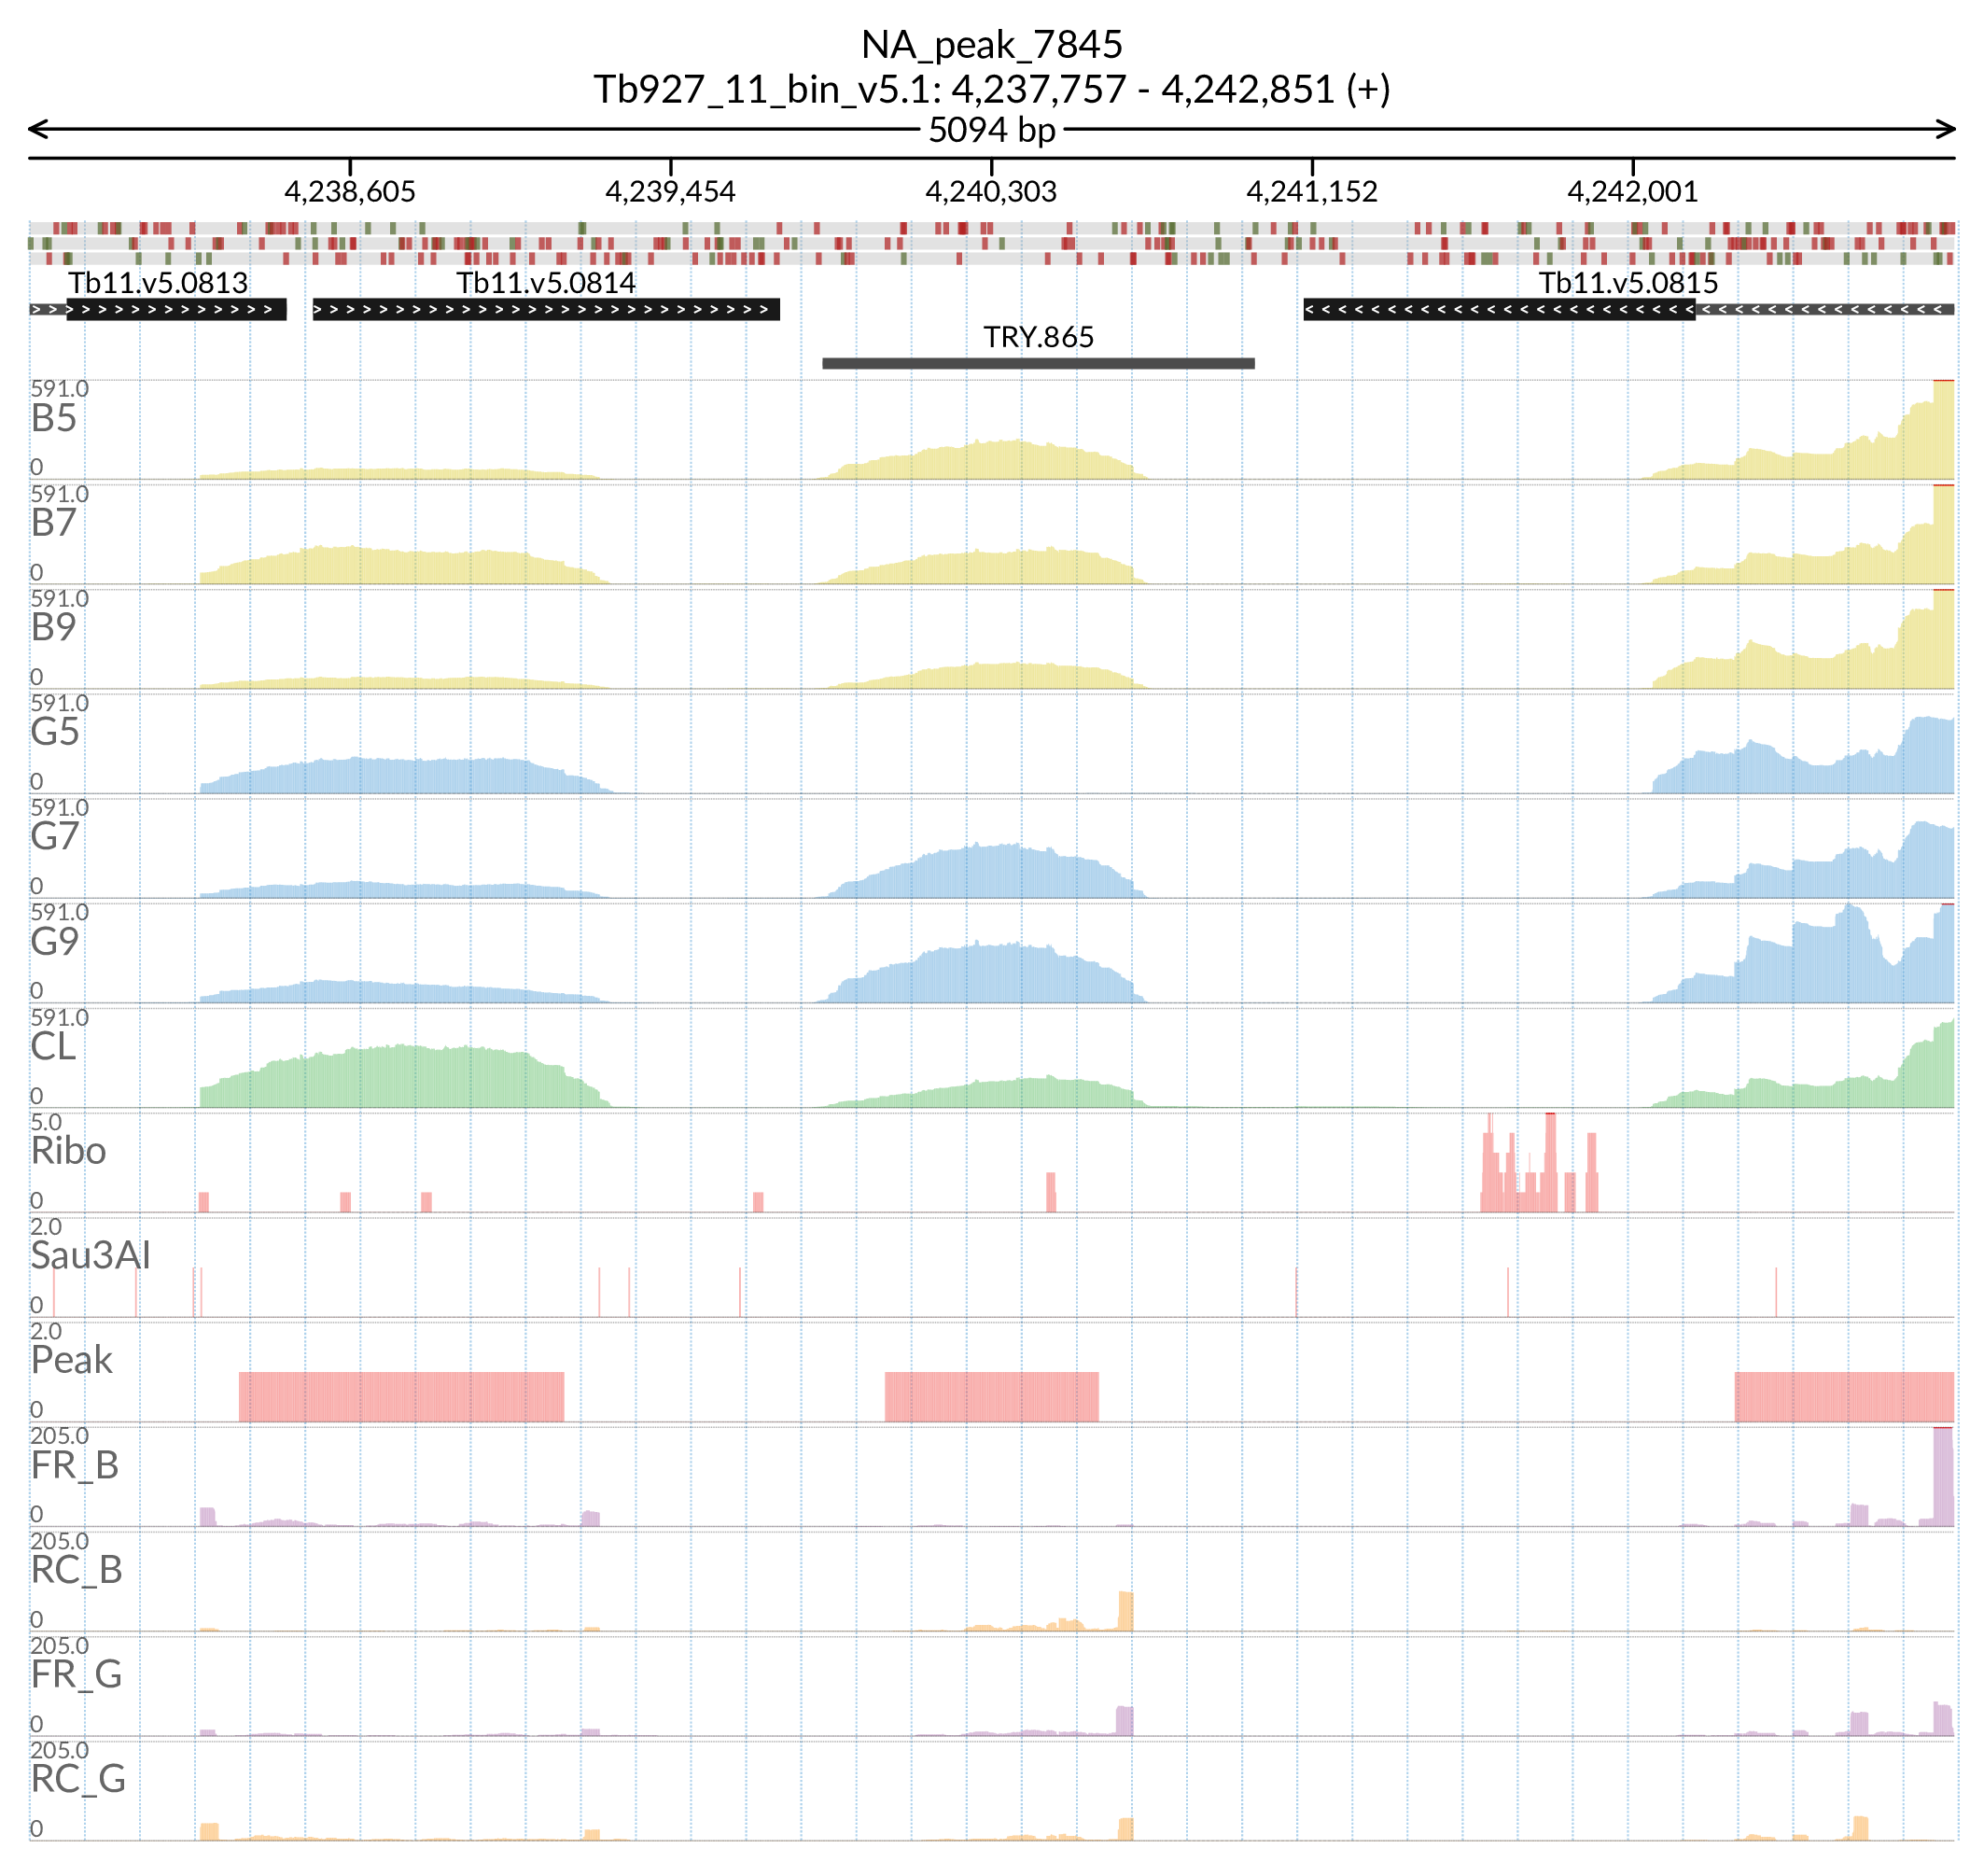 NA_peak_7845
Tb927_11_bin_v5.1: 4,237,757 - 4,242,851 (+)
5094 bp
4,238,605 4,239,454 4,240,303 4,241,152 4,242,001
Tb11.v5.0813 Tb11.v5.0814 Tb11.v5.0815
TRY.865
591.0
B5
0
591.0
B7
0
591.0
B9
0
591.0
G5
0
591.0
G7
0
591.0
G9
0
591.0
CL
0
5.0
Ribo
0
2.0
Sau3AI
0
2.0
Peak
0
205.0
FR_B
0
205.0
RC_B
0
205.0
FR_G
0
205.0
RC_G
0